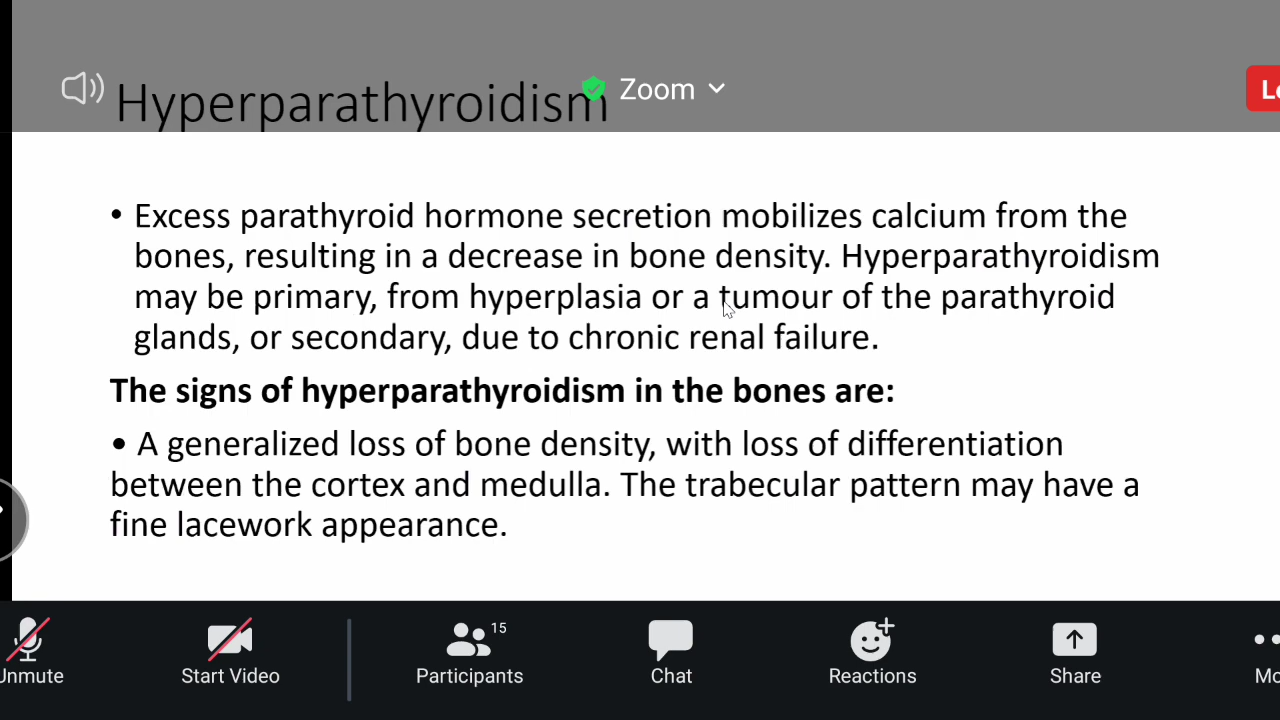 Hyperparathyroidism
Zoom
• Excess parathyroid hormone secretion mobilizes calcium from the
bones, resulting in a decrease in bone density. Hyperparathyroidism
may be primary, from hyperplasia or a tumour of the parathyroid
glands, or secondary, due to chronic renal failure.
The signs of hyperparathyroidism in the bones are:
• A generalized loss of bone density, with loss of differentiation
between the cortex and medulla. The trabecular pattern may have a
fine lacework appearance.
15
Unmute Start Video Participants Chat Reactions Share